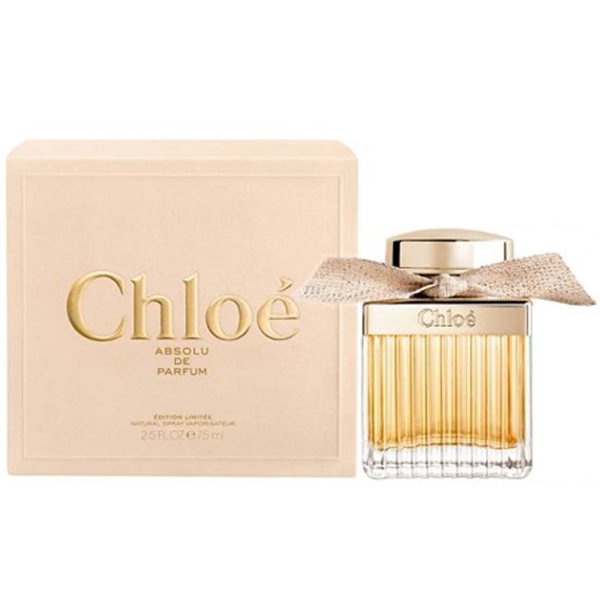 Chloé
ABSOLU
DE
PARFUM
ÉDITION LIMITÉE
NATURAL SPRAY VAPORISATEUR
2.5 FL OZ e 75 ml
Chloé